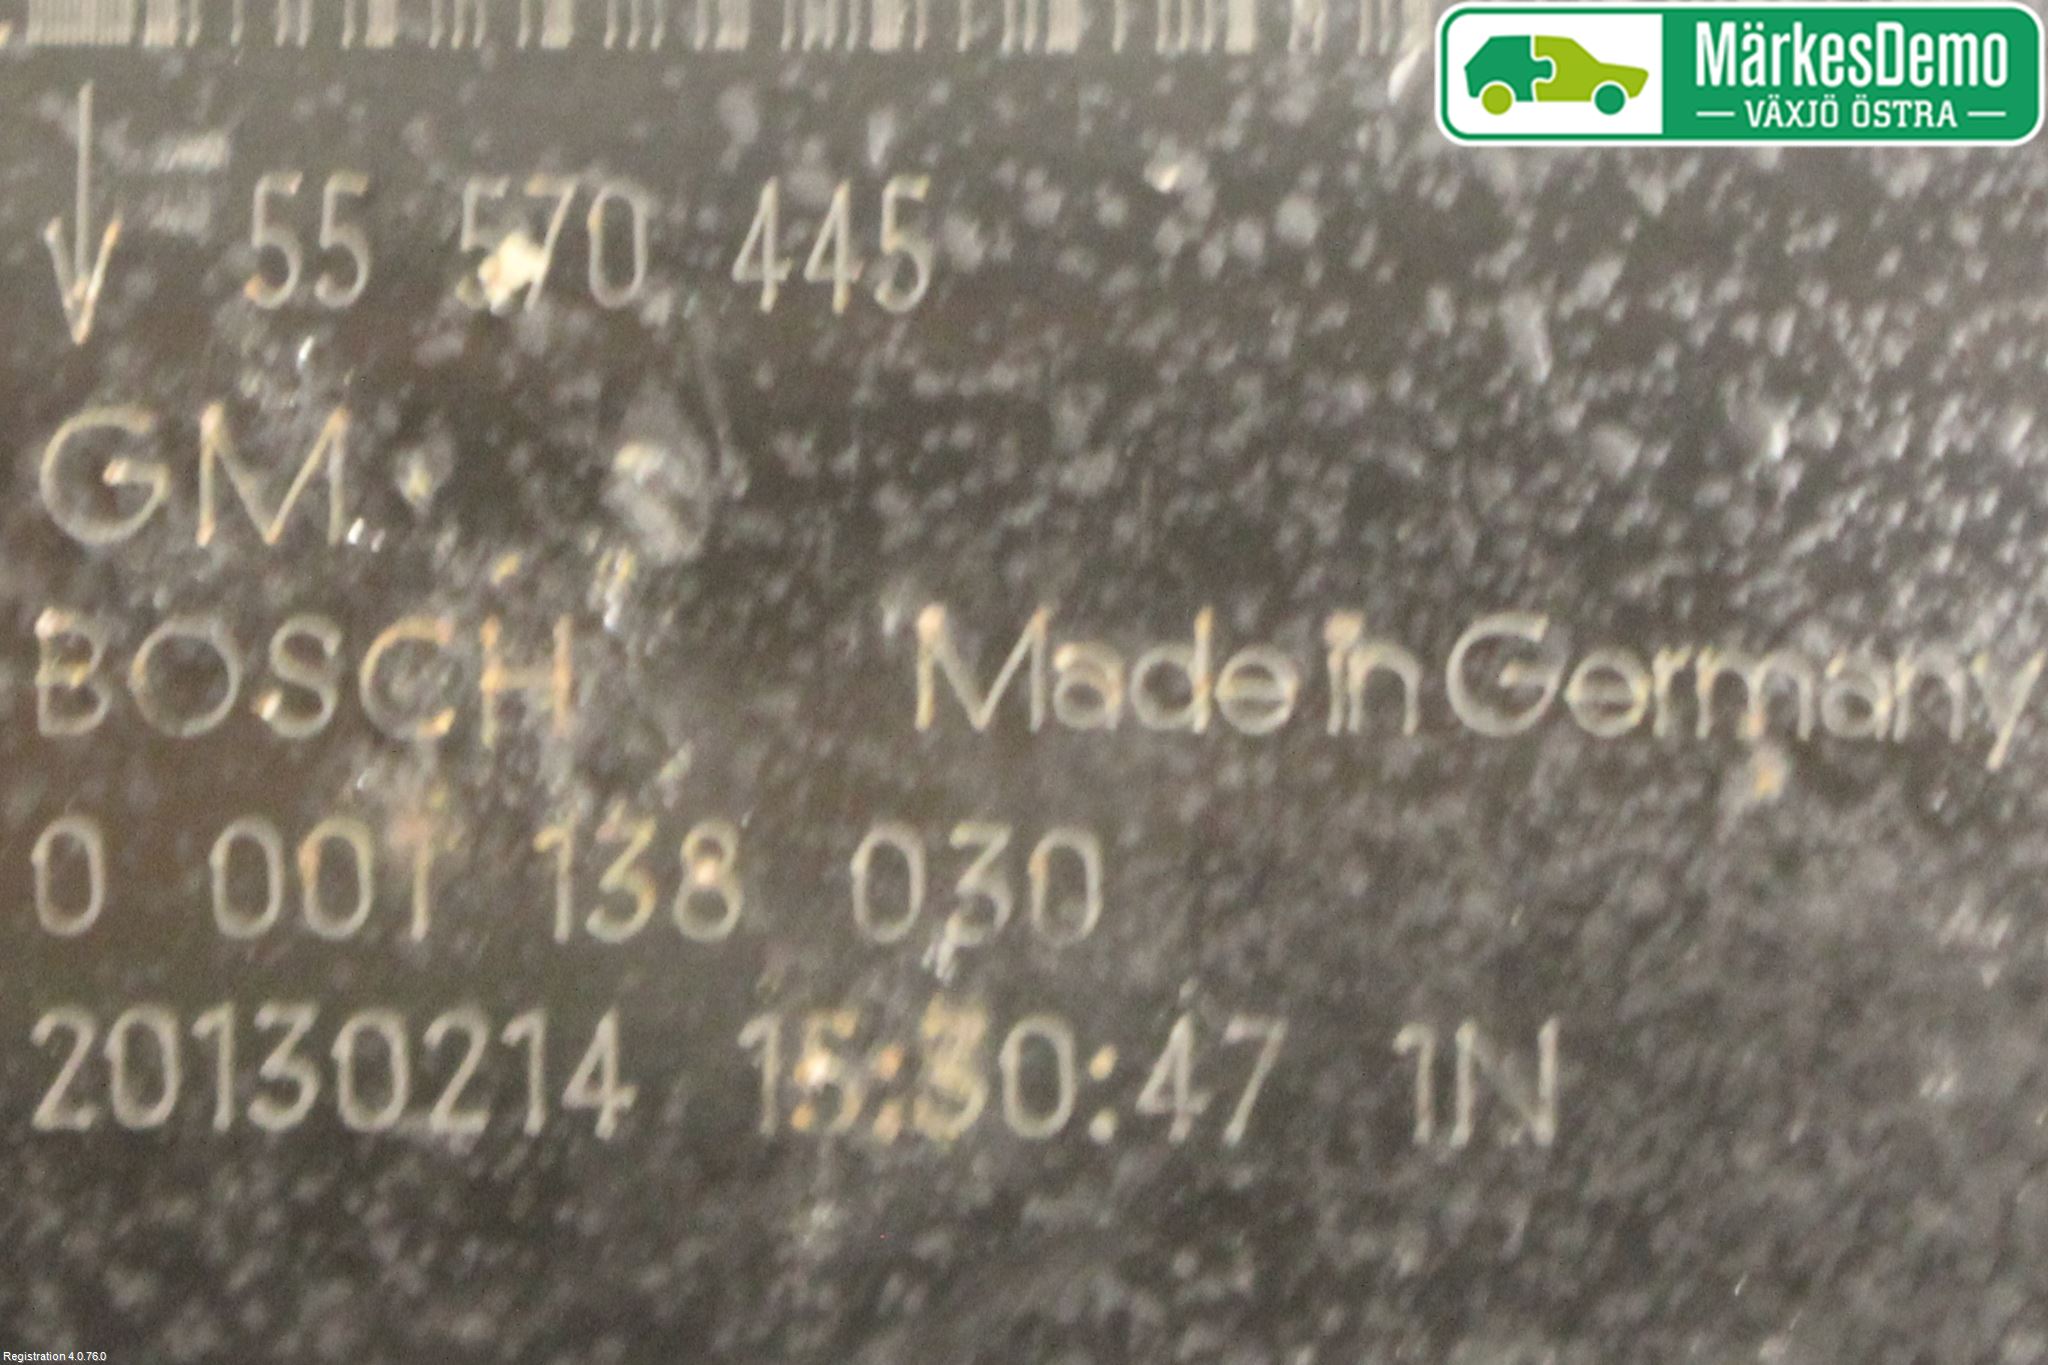 MärkesDemo
VÄXJÖ ÖSTRA
55 570 445
GM
BOSCH Made in Germany
0 001 138 030
20130214 15:30:47 1N
Registration 4.0.76.0